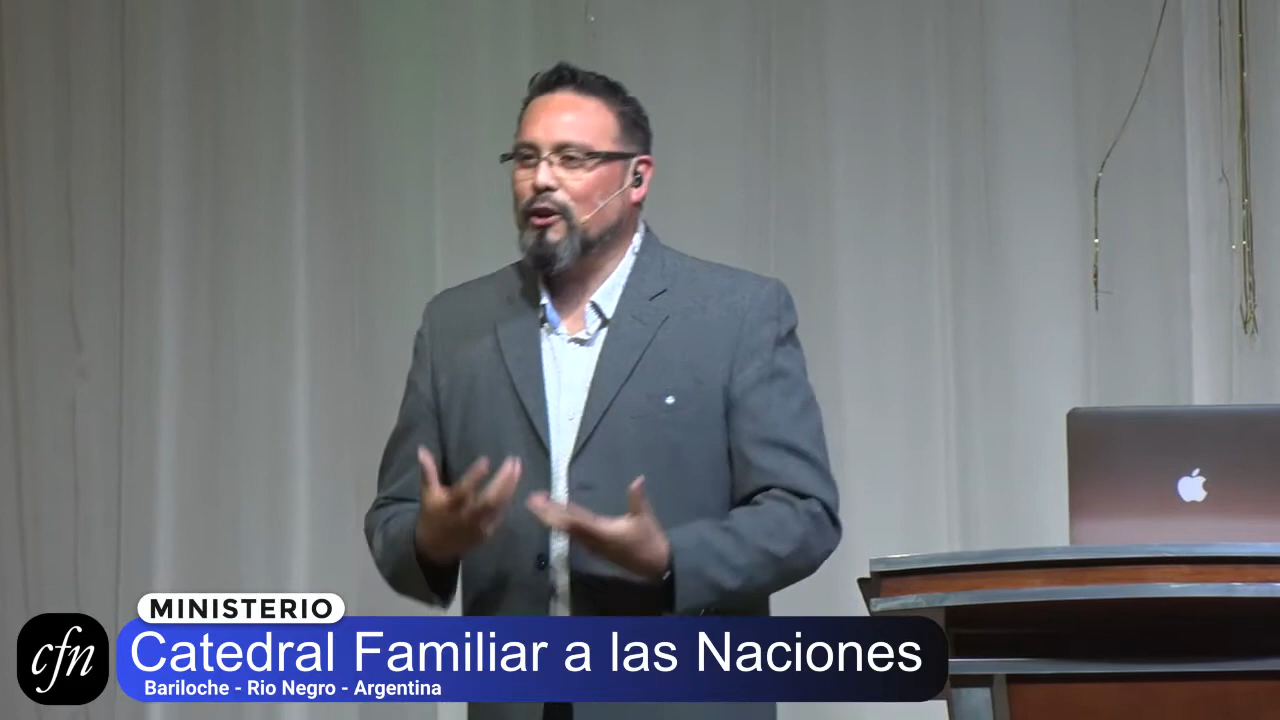 MINISTERIO
cfn
Catedral Familiar a las Naciones
Bariloche - Rio Negro - Argentina